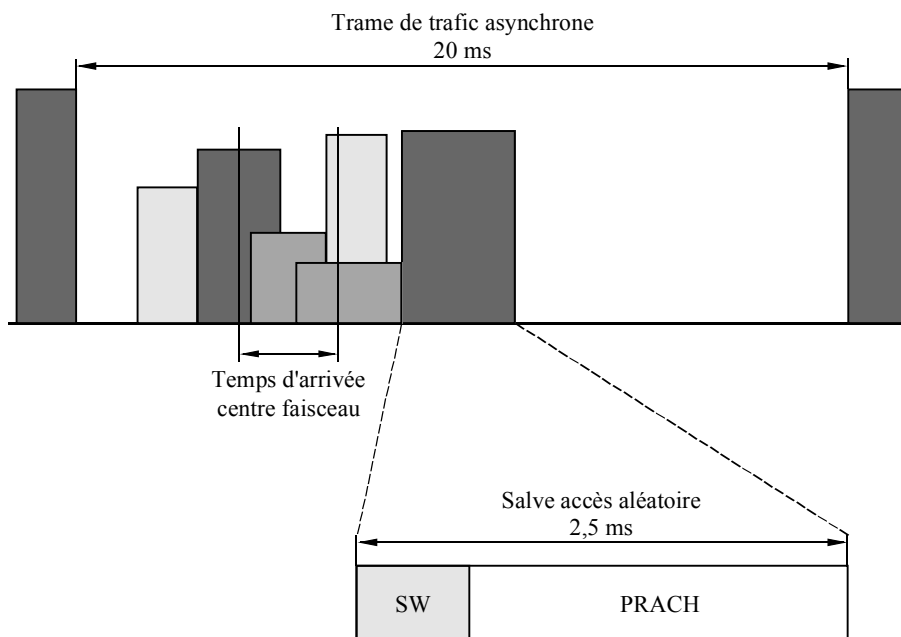 Trame de trafic asynchrone
20 ms
Temps d'arrivée
centre faisceau
Salve accès aléatoire
2,5 ms
SW
PRACH